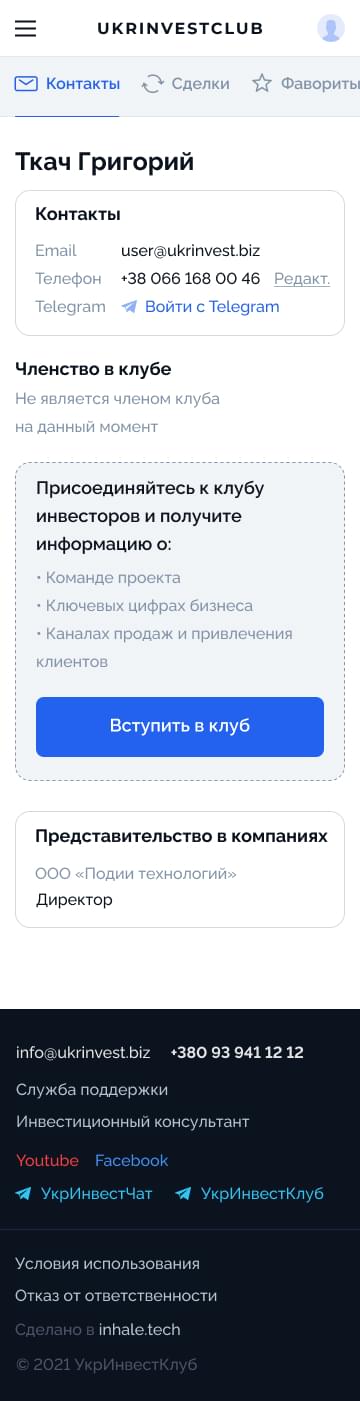 UKRINVESTCLUB
Контакты Сделки Фавориты
Ткач Григорий
Контакты
Email user@ukrinvest.biz
Телефон +38 066 168 00 46 Редакт.
Telegram Войти с Telegram
Членство в клубе
Не является членом клуба
на данный момент
Присоединяйтесь к клубу
инвесторов и получите
информацию о:
• Команде проекта
• Ключевых цифрах бизнеса
• Каналах продаж и привлечения
клиентов
Вступить в клуб
Представительство в компаниях
ООО «Подии технологий»
Директор
info@ukrinvest.biz +380 93 941 12 12
Служба поддержки
Инвестиционный консультант
Youtube Facebook
УкрИнвестЧат УкрИнвестКлуб
Условия использования
Отказ от ответственности
Сделано в inhale.tech
© 2021 УкрИнвестКлуб